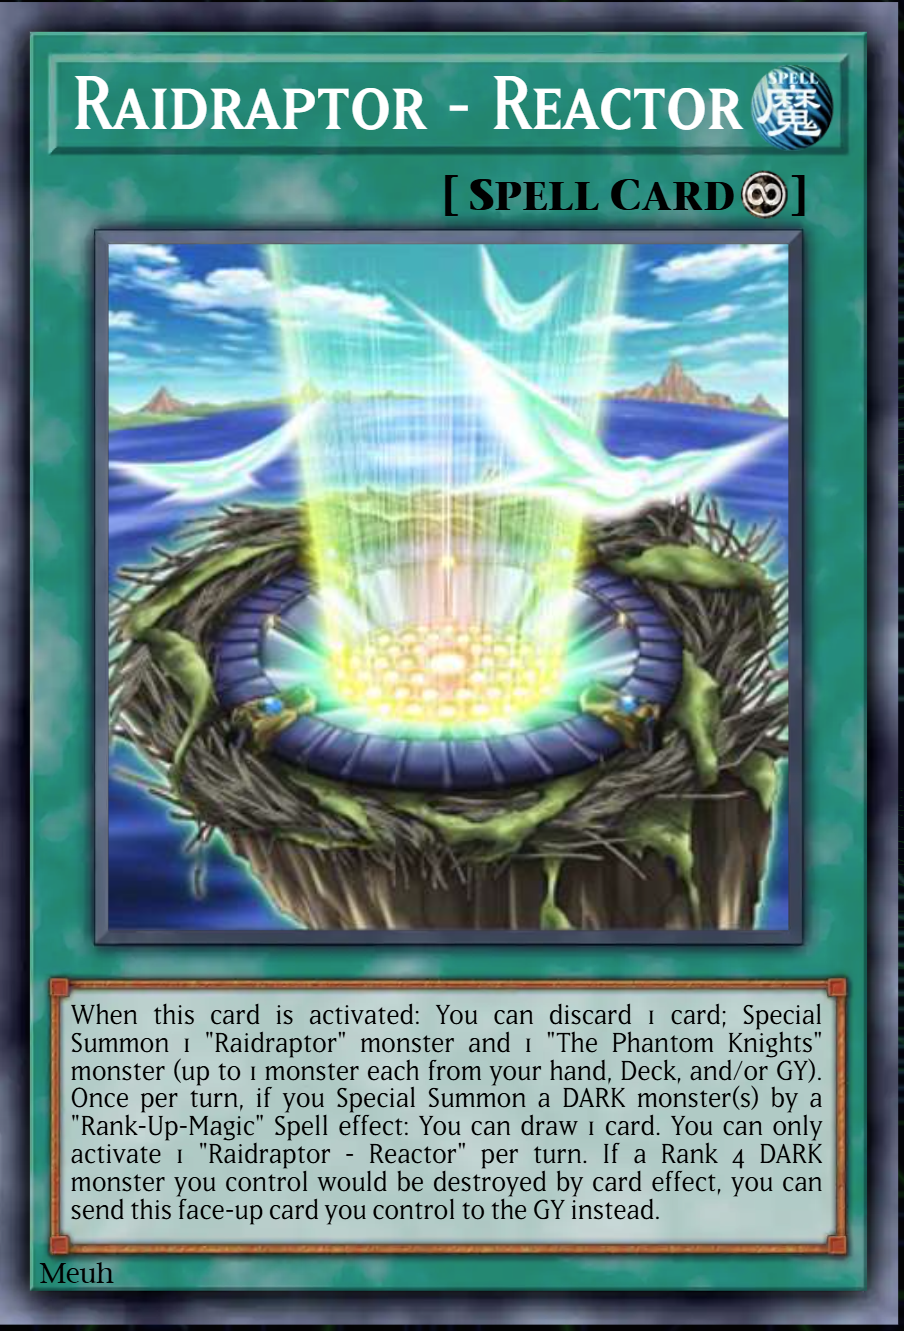 Raidraptor - Reactor
SPELL
魔
[ Spell Card ]
When this card is activated: You can discard 1 card; Special
Summon 1 "Raidraptor" monster and 1 "The Phantom Knights"
monster (up to 1 monster each from your hand, Deck, and/or GY).
Once per turn, if you Special Summon a DARK monster(s) by a
"Rank-Up-Magic" Spell effect: You can draw 1 card. You can only
activate 1 "Raidraptor - Reactor" per turn. If a Rank 4 DARK
monster you control would be destroyed by card effect, you can
send this face-up card you control to the GY instead.
Meuh